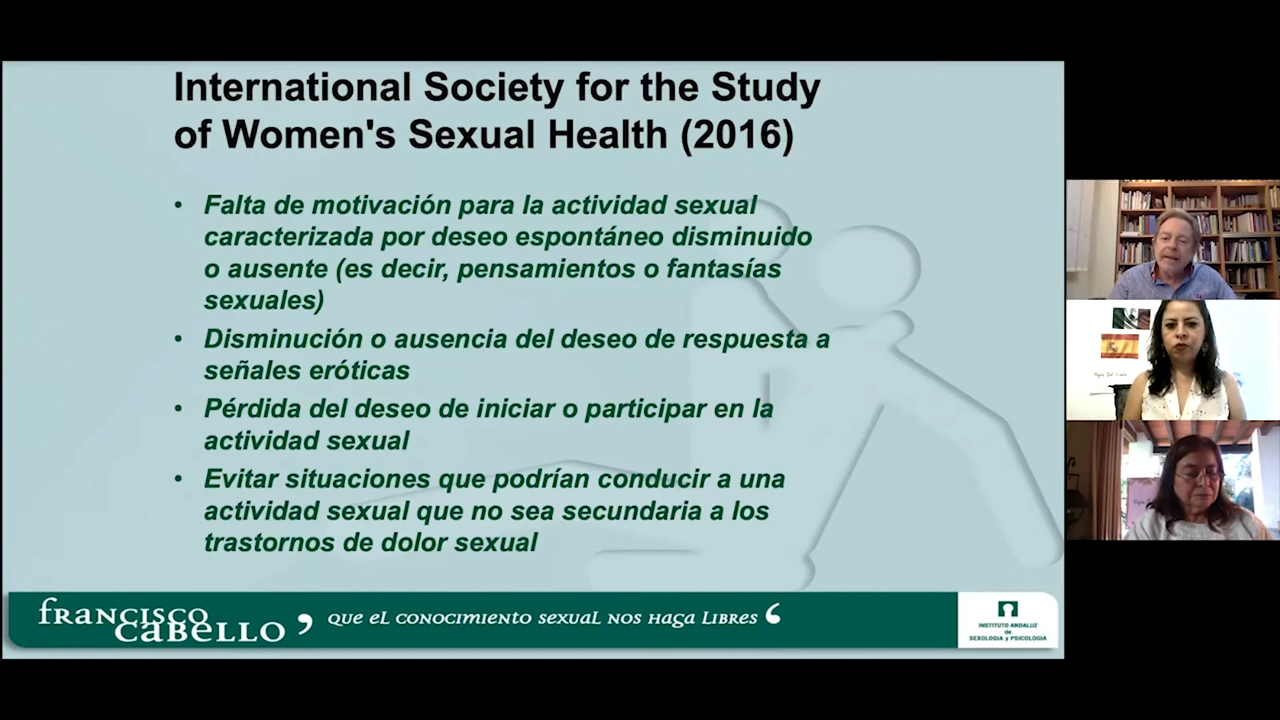 International Society for the Study
of Women's Sexual Health (2016)
• Falta de motivación para la actividad sexual
caracterizada por deseo espontáneo disminuido
o ausente (es decir, pensamientos o fantasías
sexuales)
• Disminución o ausencia del deseo de respuesta a
señales eróticas
• Pérdida del deseo de iniciar o participar en la
actividad sexual
• Evitar situaciones que podrían conducir a una
actividad sexual que no sea secundaria a los
trastornos de dolor sexual
FRANCISCO
CABELLO
, QUE EL CONOCIMIENTO SEXUAL NOS HAGA LIBRES ‘
INSTITUTO ANDALUZ
de
SEXOLOGIA y PSICOLOGIA